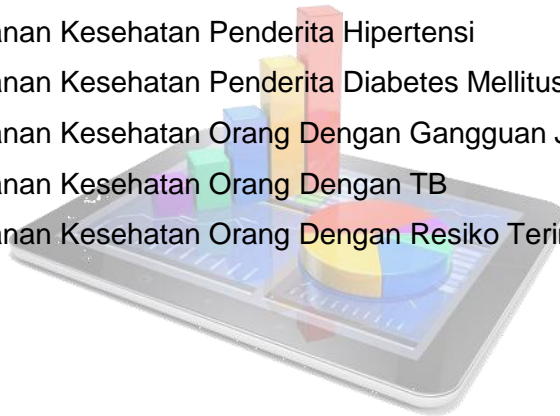 anan Kesehatan Penderita Hipertensi
anan Kesehatan Penderita Diabetes Mellitus
anan Kesehatan Orang Dengan Gangguan J
anan Kesehatan Orang Dengan TB
anan Kesehatan Orang Dengan Resiko Terii